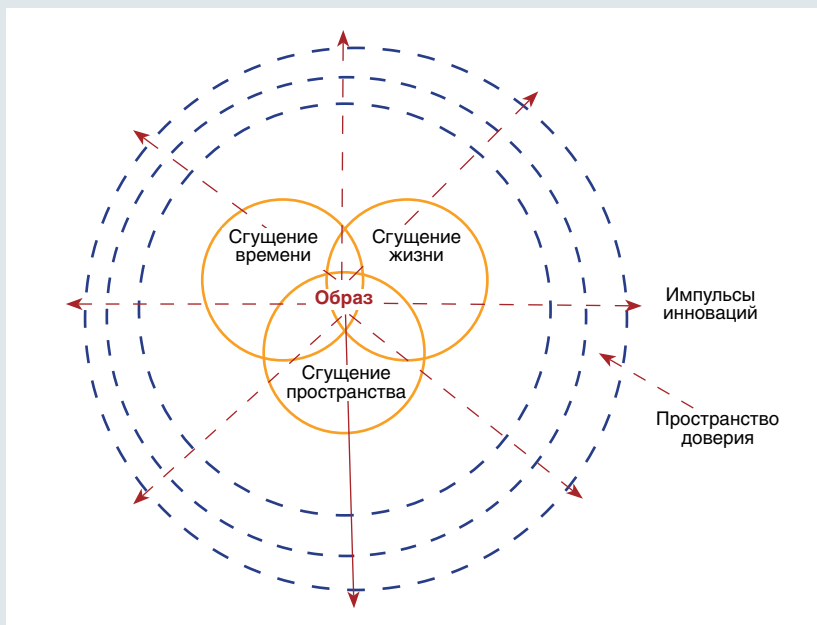 Сгущение
времени
Сгущение
жизни
Образ
Импульсы
инноваций
Сгущение
пространства
Пространство
доверия